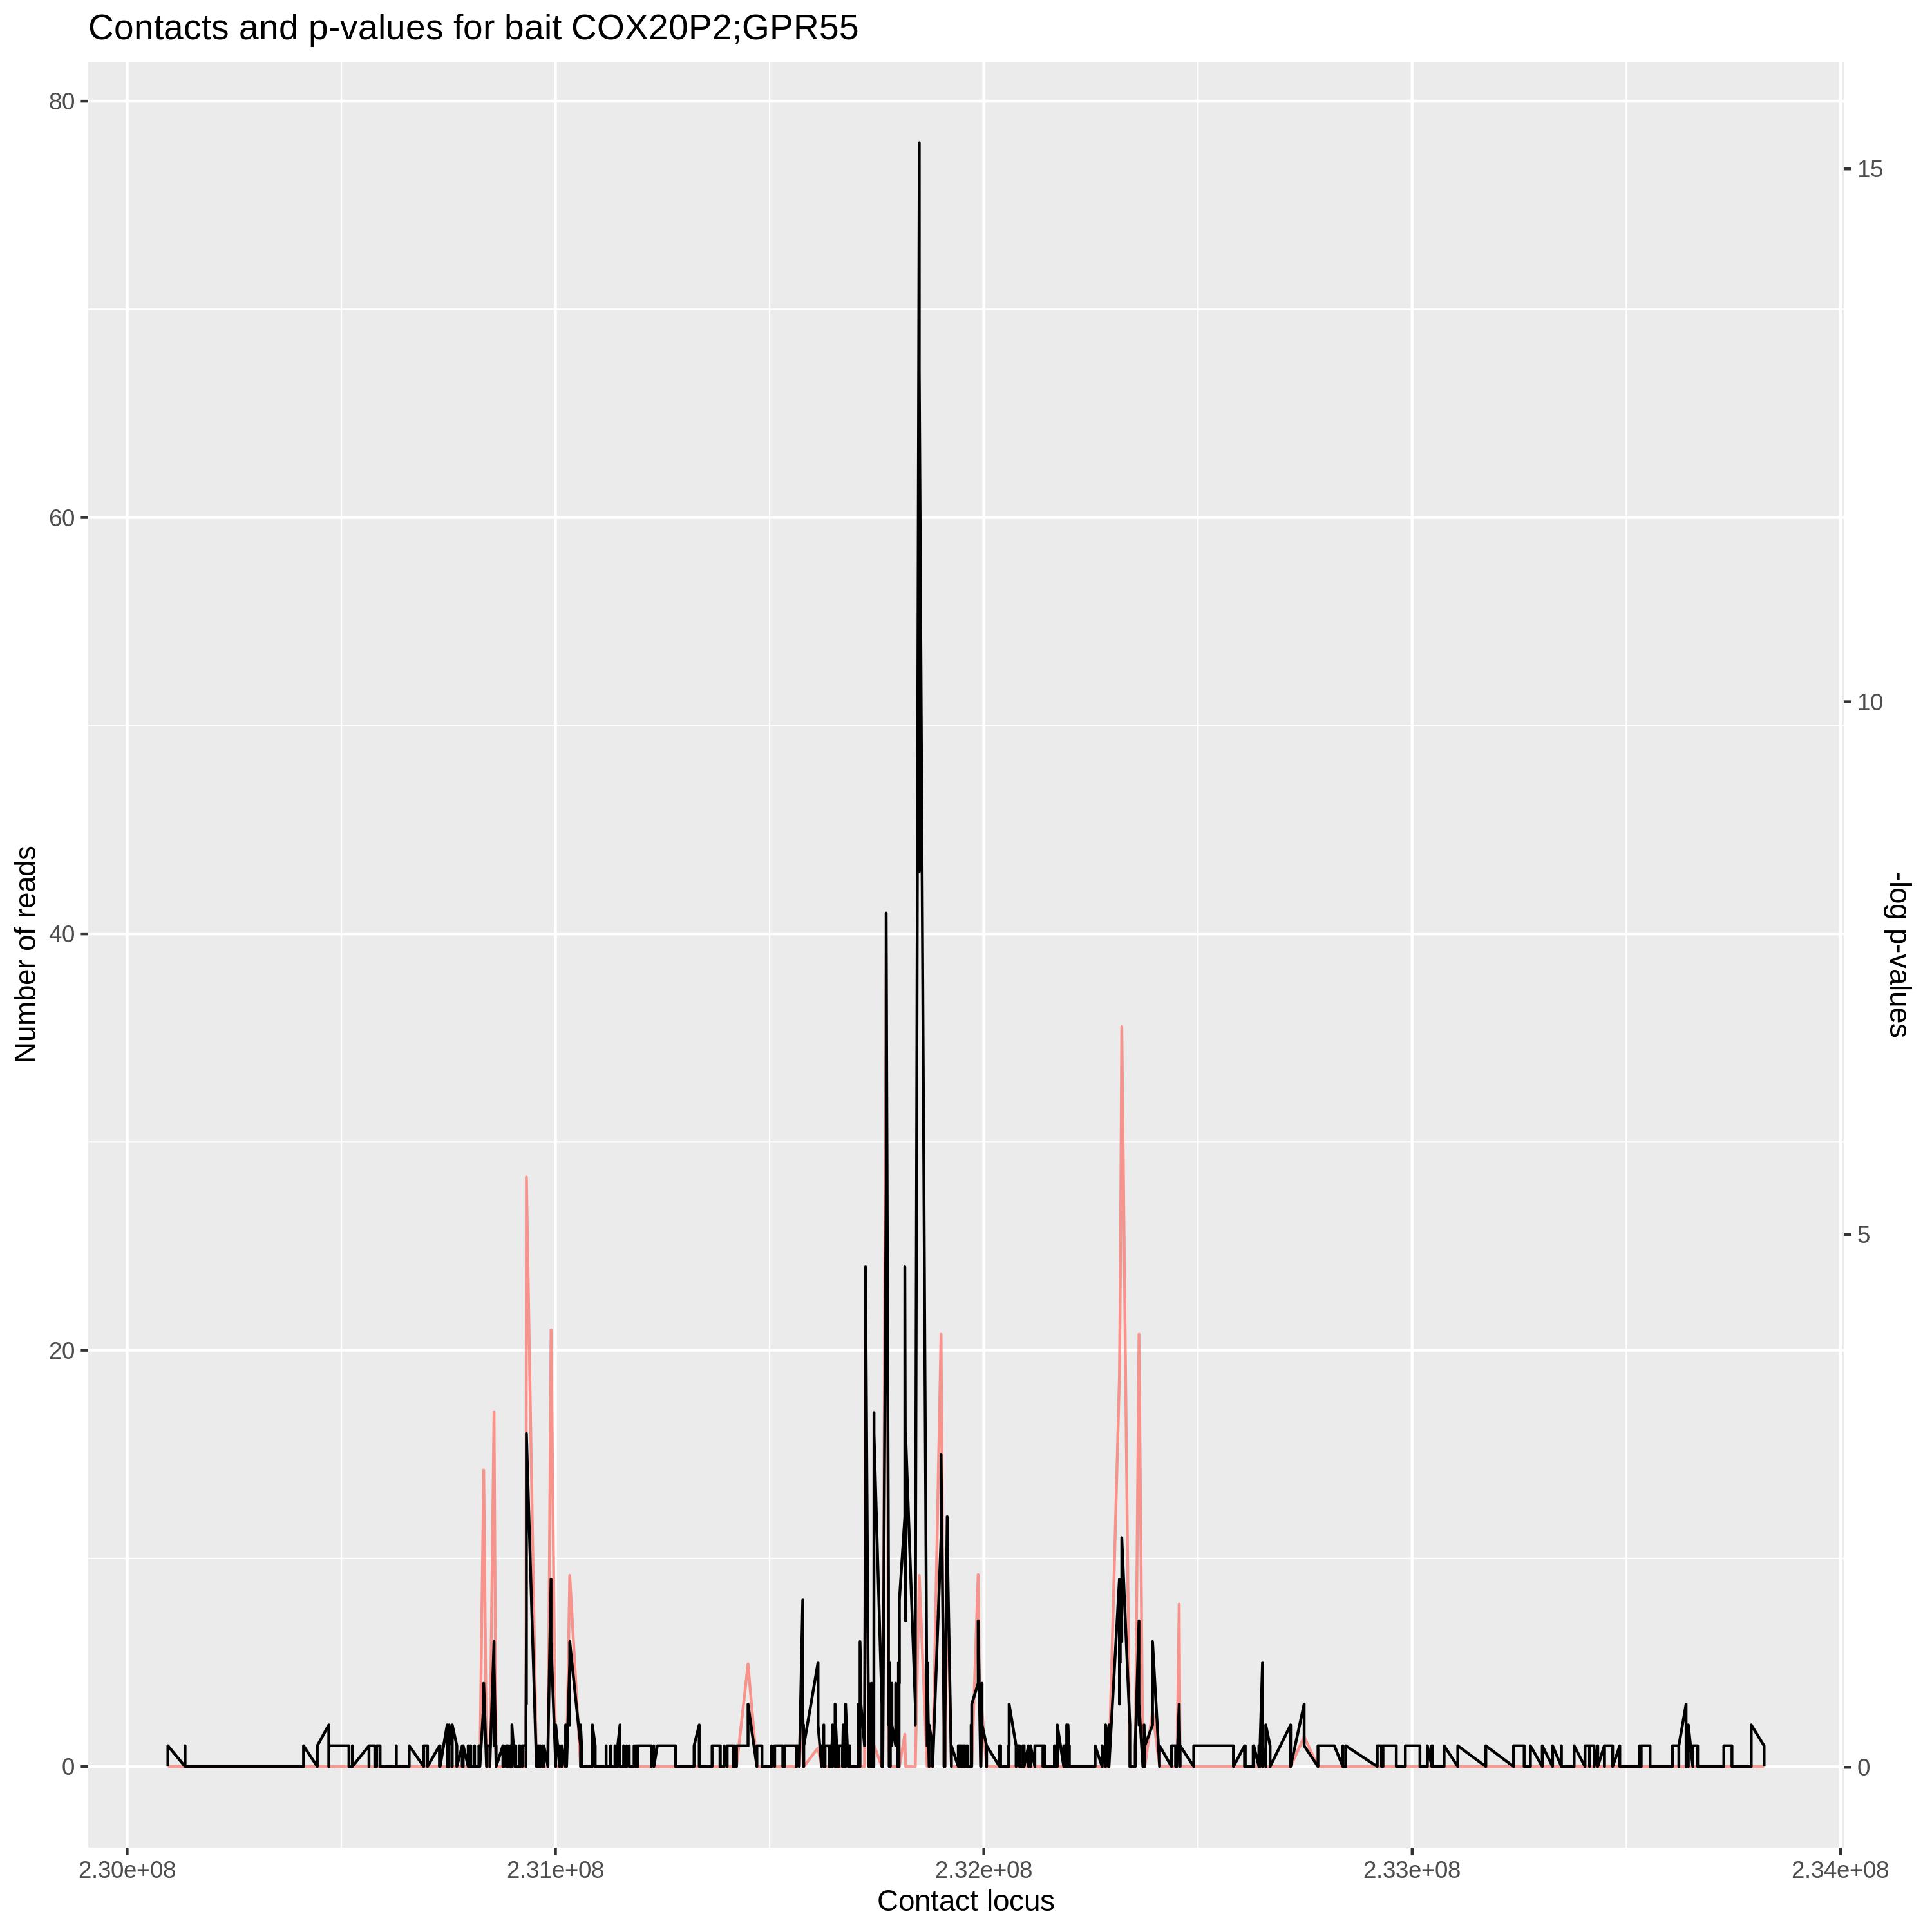 Contacts and p-values for bait COX20P2;GPR55
80
60
40
20
0
Number of reads
15
10
5
0
-log p-values
2.30e+08
2.31e+08
2.32e+08
2.33e+08
2.34e+08
Contact locus